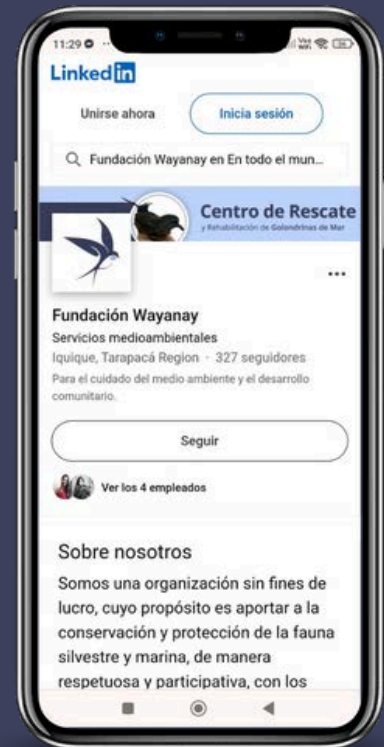 11:29
Linkedin
Unirse ahora
Inicia sesión
Fundación Wayanay en En todo el mun...
Centro de Rescate
y Rehabilitación de Golondrinas de Mar
Fundación Wayanay
Servicios medioambientales
Iquique, Tarapacá Region · 327 seguidores
Para el cuidado del medio ambiente y el desarrollo
comunitario.
Seguir
Ver los 4 empleados
Sobre nosotros
Somos una organización sin fines de
lucro, cuyo propósito es aportar a la
conservación y protección de la fauna
silvestre y marina, de manera
respetuosa y participativa, con los